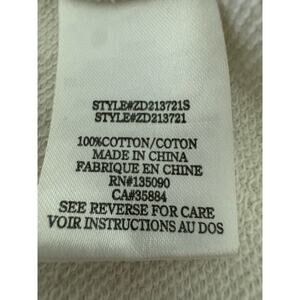 STYLE#ZD213721S
STYLE#ZD213721
100%COTTON/COTON
MADE IN CHINA
FABRIQUE EN CHINE
RN#135090
CA#35884
SEE REVERSE FOR CARE
VOIR INSTRUCTIONS AU DOS